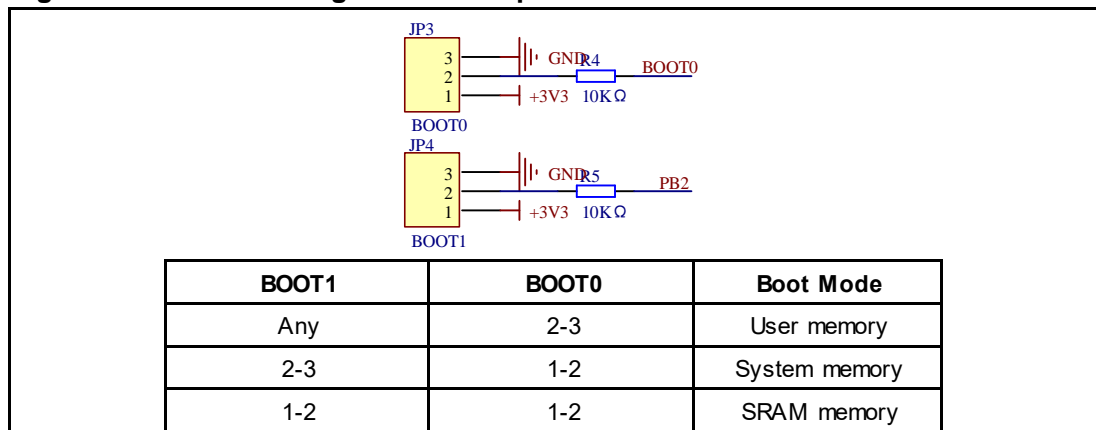 JP3
3 GND R4 BOOT0
2
1 +3V3 10KΩ
BOOT0
JP4
3 GND R5 PB2
2
1 +3V3 10KΩ
BOOT1
BOOT1 BOOT0 Boot Mode
Any 2-3 User memory
2-3 1-2 System memory
1-2 1-2 SRAM memory